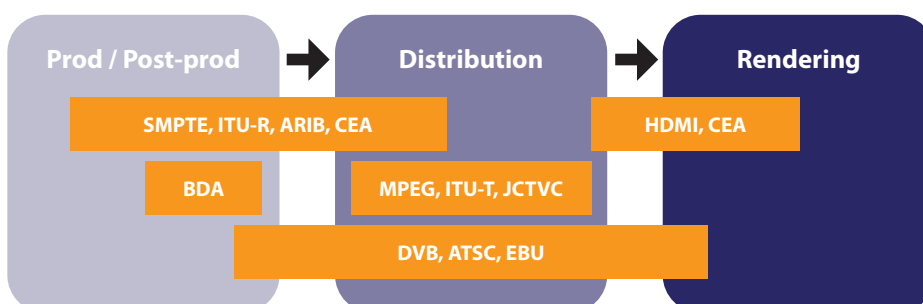 Prod / Post-prod
Distribution
Rendering
SMPTE, ITU-R, ARIB, CEA
HDMI, CEA
BDA
MPEG, ITU-T, JCTVC
DVB, ATSC, EBU